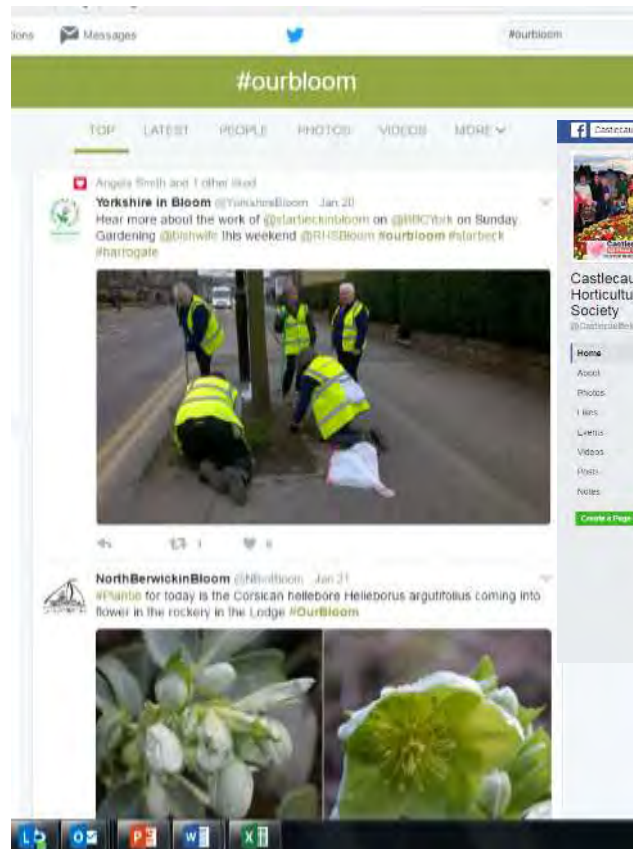 Messages
#ourbloom
#ourbloom
TOP LATEST PEOPLE PHOTOS VIDEOS MORE
Angela Smith and 1 other liked
Yorkshire in Bloom @YorkshireBloom Jan 20
Hear more about the work of @starbeckinbloom on @BBCYork on Sunday
Gardening @bishwife this weekend @RHSBloom #ourbloom #starbeck
#harrogate
NorthBerwickinBloom Jan 21
for today is the Corsican hellebore Helleborus argutifolius coming into
flower in the rockery in the Lodge #OurBloom
Castlecau
Horticultu
Society
Home
About
Photos
Likes
Events
Videos
Posts
Notes
Create a Page